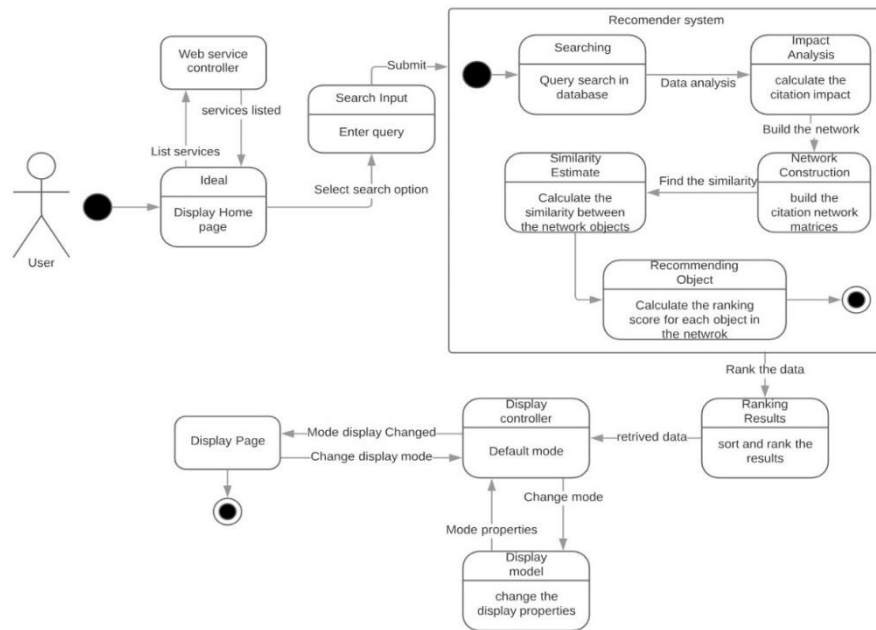 Recomender system
Web service
controller
Submit
Searching
Query search in
database
Data analysis
Impact
Analysis
calculate the
citation impact
Search Input
Enter query
services listed
List services
Build the network
Ideal
Display Home
page
Select search option
Similarity
Estimate
Calculate the
similarity between
the network objects
Find the similarity
Network
Construction
build the
citation network
matrices
User
Recommending
Object
Calculate the ranking
score for each object in
the netwrok
Rank the data
Display Page
Mode display Changed
Change display mode
Display
controller
Default mode
retrived data
Ranking
Results
sort and rank the
results
Change mode
Mode properties
Display
model
change the
display properties